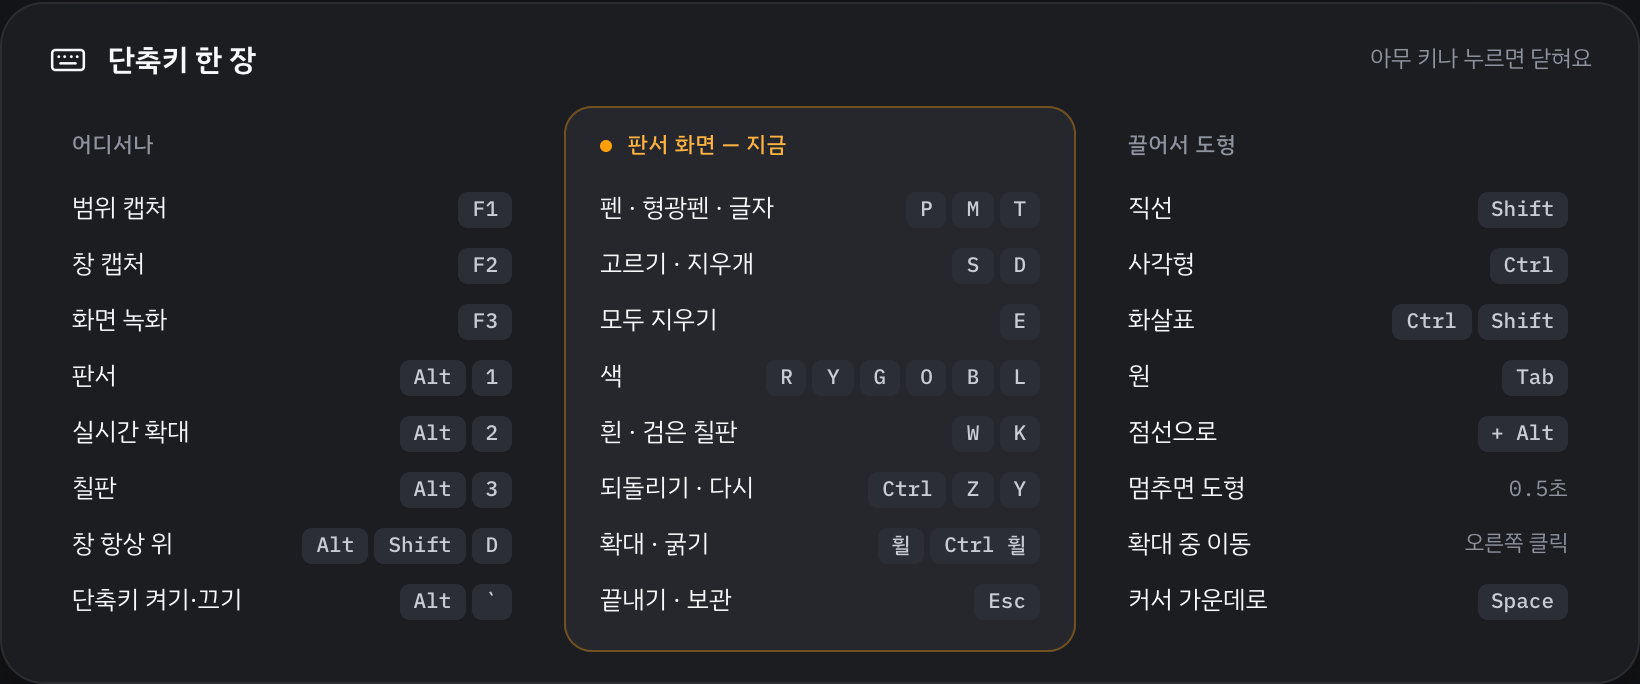 단축키 한 장
아무 키나 누르면 닫혀요
어디서나
범위 캡처 F1
창 캡처 F2
화면 녹화 F3
판서 Alt 1
실시간 확대 Alt 2
칠판 Alt 3
창 항상 위 Alt Shift D
단축키 켜기·끄기 Alt `
판서 화면 — 지금
펜 · 형광펜 · 글자 P M T
고르기 · 지우개 S D
모두 지우기 E
색 R Y G O B L
흰 · 검은 칠판 W K
되돌리기 · 다시 Ctrl Z Y
확대 · 굵기 휠 Ctrl 휠
끝내기 · 보관 Esc
끌어서 도형
직선 Shift
사각형 Ctrl
화살표 Ctrl Shift
원 Tab
점선으로 + Alt
멈추면 도형 0.5초
확대 중 이동 오른쪽 클릭
커서 가운데로 Space